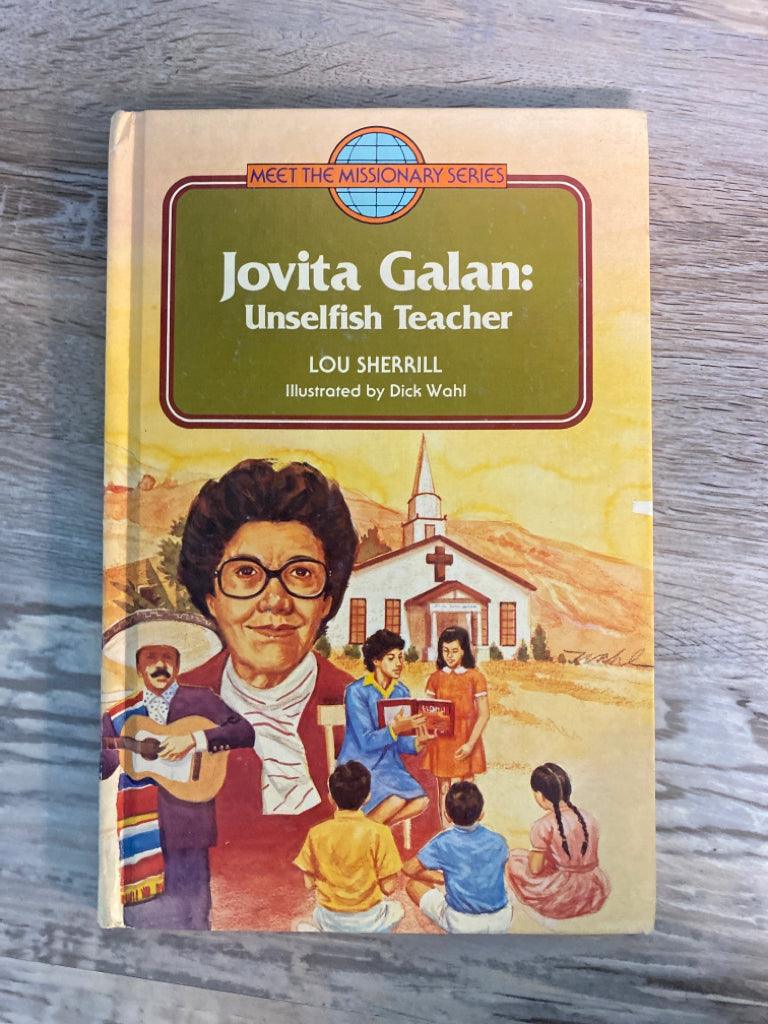 MEET THE MISSIONARY SERIES
Jovita Galan:
Unselfish Teacher
LOU SHERRILL
Illustrated by Dick Wahl